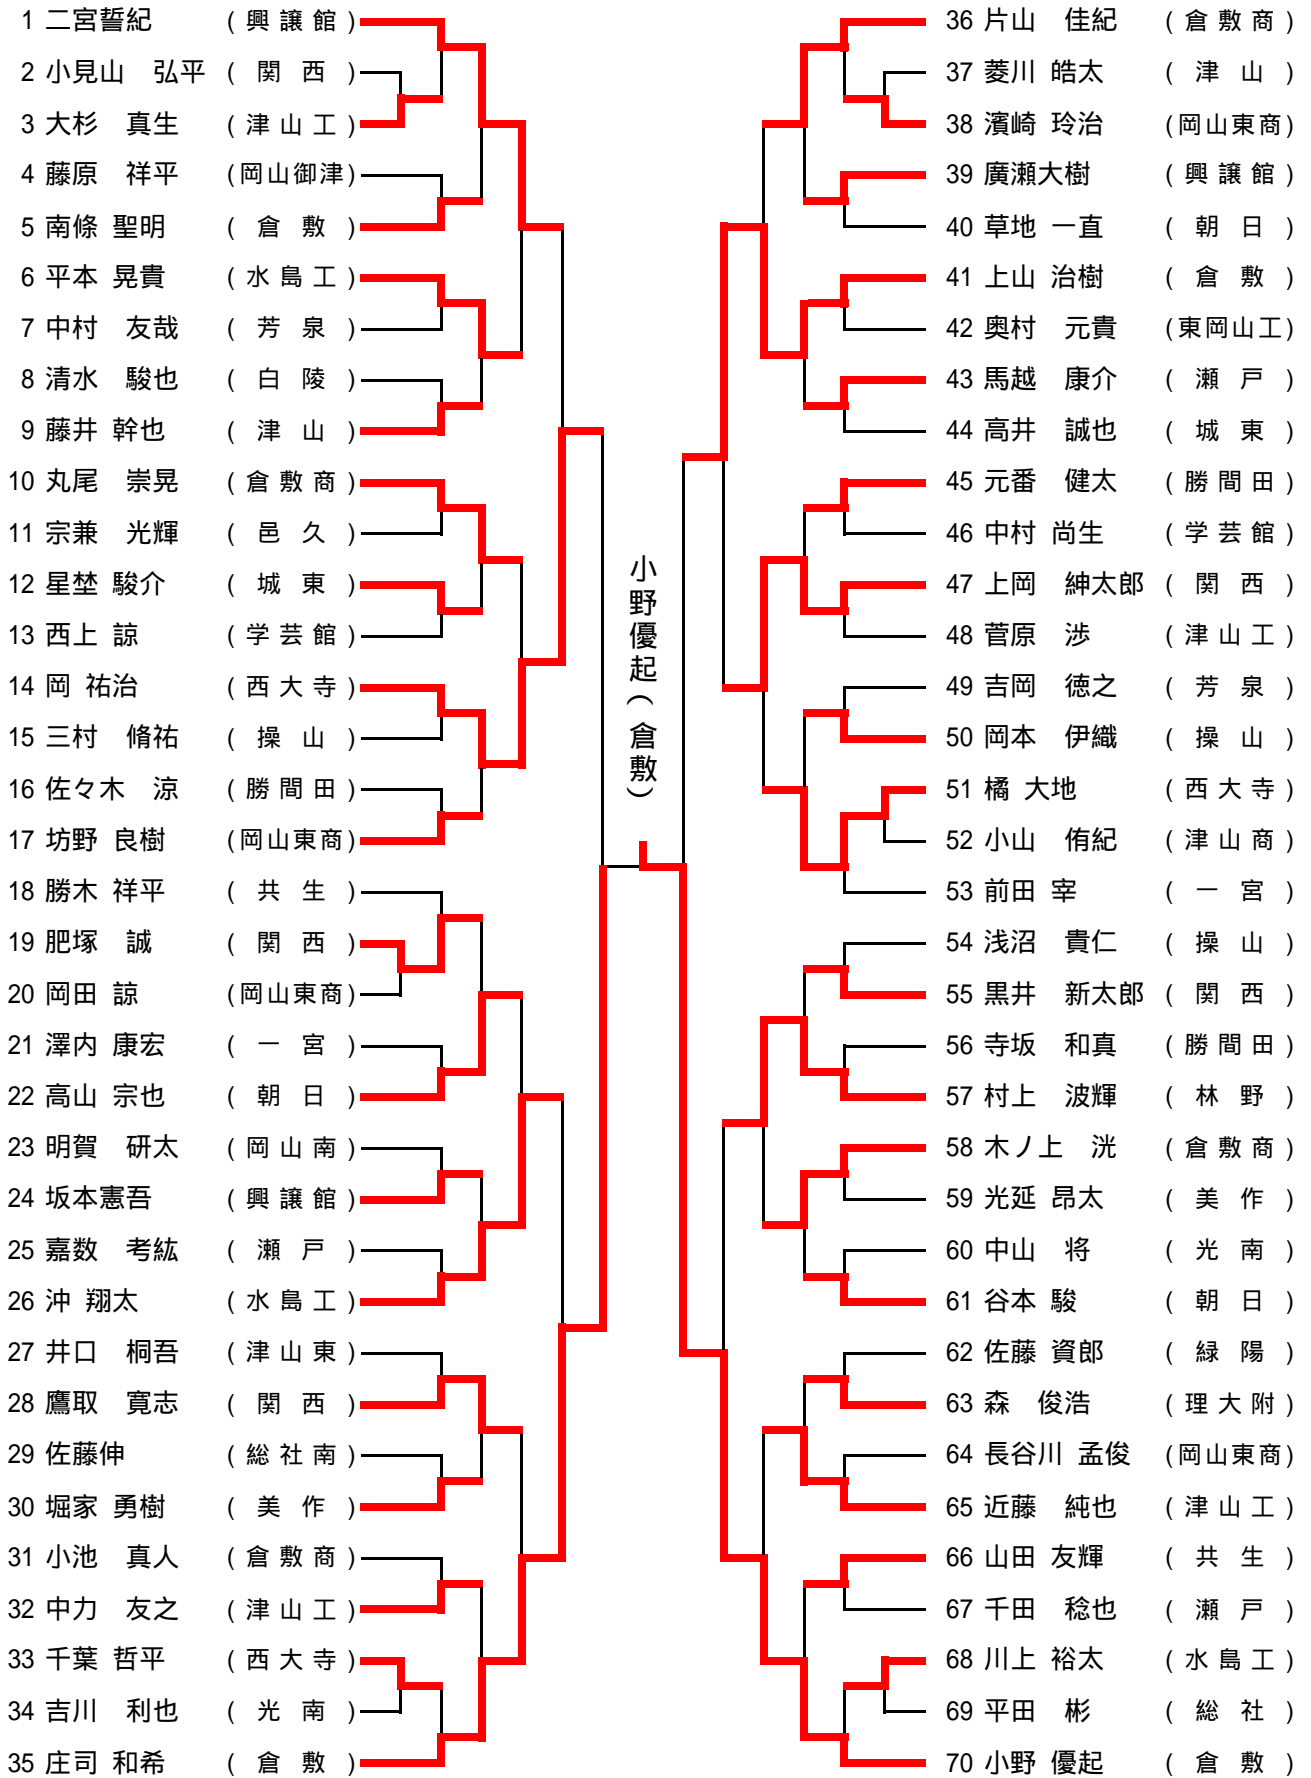 1 二宮誓紀 (興譲館)
2 小見山 弘平 (関西)
3 大杉 真生 (津山工)
4 藤原 祥平 (岡山御津)
5 南條 聖明 (倉敷)
6 平本 晃貴 (水島工)
7 中村 友哉 (芳泉)
8 清水 駿也 (白陵)
9 藤井 幹也 (津山)
10 丸尾 崇晃 (倉敷商)
11 宗兼 光輝 (邑久)
12 星埜 駿介 (城東)
13 西上 諒 (学芸館)
14 岡 祐治 (西大寺)
15 三村 脩祐 (操山)
16 佐々木 涼 (勝間田)
17 坊野 良樹 (岡山東商)
18 勝木 祥平 (共生)
19 肥塚 誠 (関西)
20 岡田 諒 (岡山東商)
21 澤内 康宏 (一宮)
22 高山 宗也 (朝日)
23 明賀 研太 (岡山南)
24 坂本憲吾 (興譲館)
25 嘉数 考紘 (瀬戸)
26 沖 翔太 (水島工)
27 井口 桐吾 (津山東)
28 鷹取 寛志 (関西)
29 佐藤伸 (総社南)
30 堀家 勇樹 (美作)
31 小池 真人 (倉敷商)
32 中力 友之 (津山工)
33 千葉 哲平 (西大寺)
34 吉川 利也 (光南)
35 庄司 和希 (倉敷)
小野優起(倉敷)
36 片山 佳紀 (倉敷商)
37 菱川 皓太 (津山)
38 濱崎 玲治 (岡山東商)
39 廣瀬大樹 (興譲館)
40 草地 一直 (朝日)
41 上山 治樹 (倉敷)
42 奥村 元貴 (東岡山工)
43 馬越 康介 (瀬戸)
44 高井 誠也 (城東)
45 元番 健太 (勝間田)
46 中村 尚生 (学芸館)
47 上岡 紳太郎 (関西)
48 菅原 渉 (津山工)
49 吉岡 徳之 (芳泉)
50 岡本 伊織 (操山)
51 橘 大地 (西大寺)
52 小山 侑紀 (津山商)
53 前田 宰 (一宮)
54 浅沼 貴仁 (操山)
55 黒井 新太郎 (関西)
56 寺坂 和真 (勝間田)
57 村上 波輝 (林野)
58 木ノ上 洸 (倉敷商)
59 光延 昂太 (美作)
60 中山 将 (光南)
61 谷本 駿 (朝日)
62 佐藤 資郎 (緑陽)
63 森 俊浩 (理大附)
64 長谷川 孟俊 (岡山東商)
65 近藤 純也 (津山工)
66 山田 友輝 (共生)
67 千田 稔也 (瀬戸)
68 川上 裕太 (水島工)
69 平田 彬 (総社)
70 小野 優起 (倉敷)